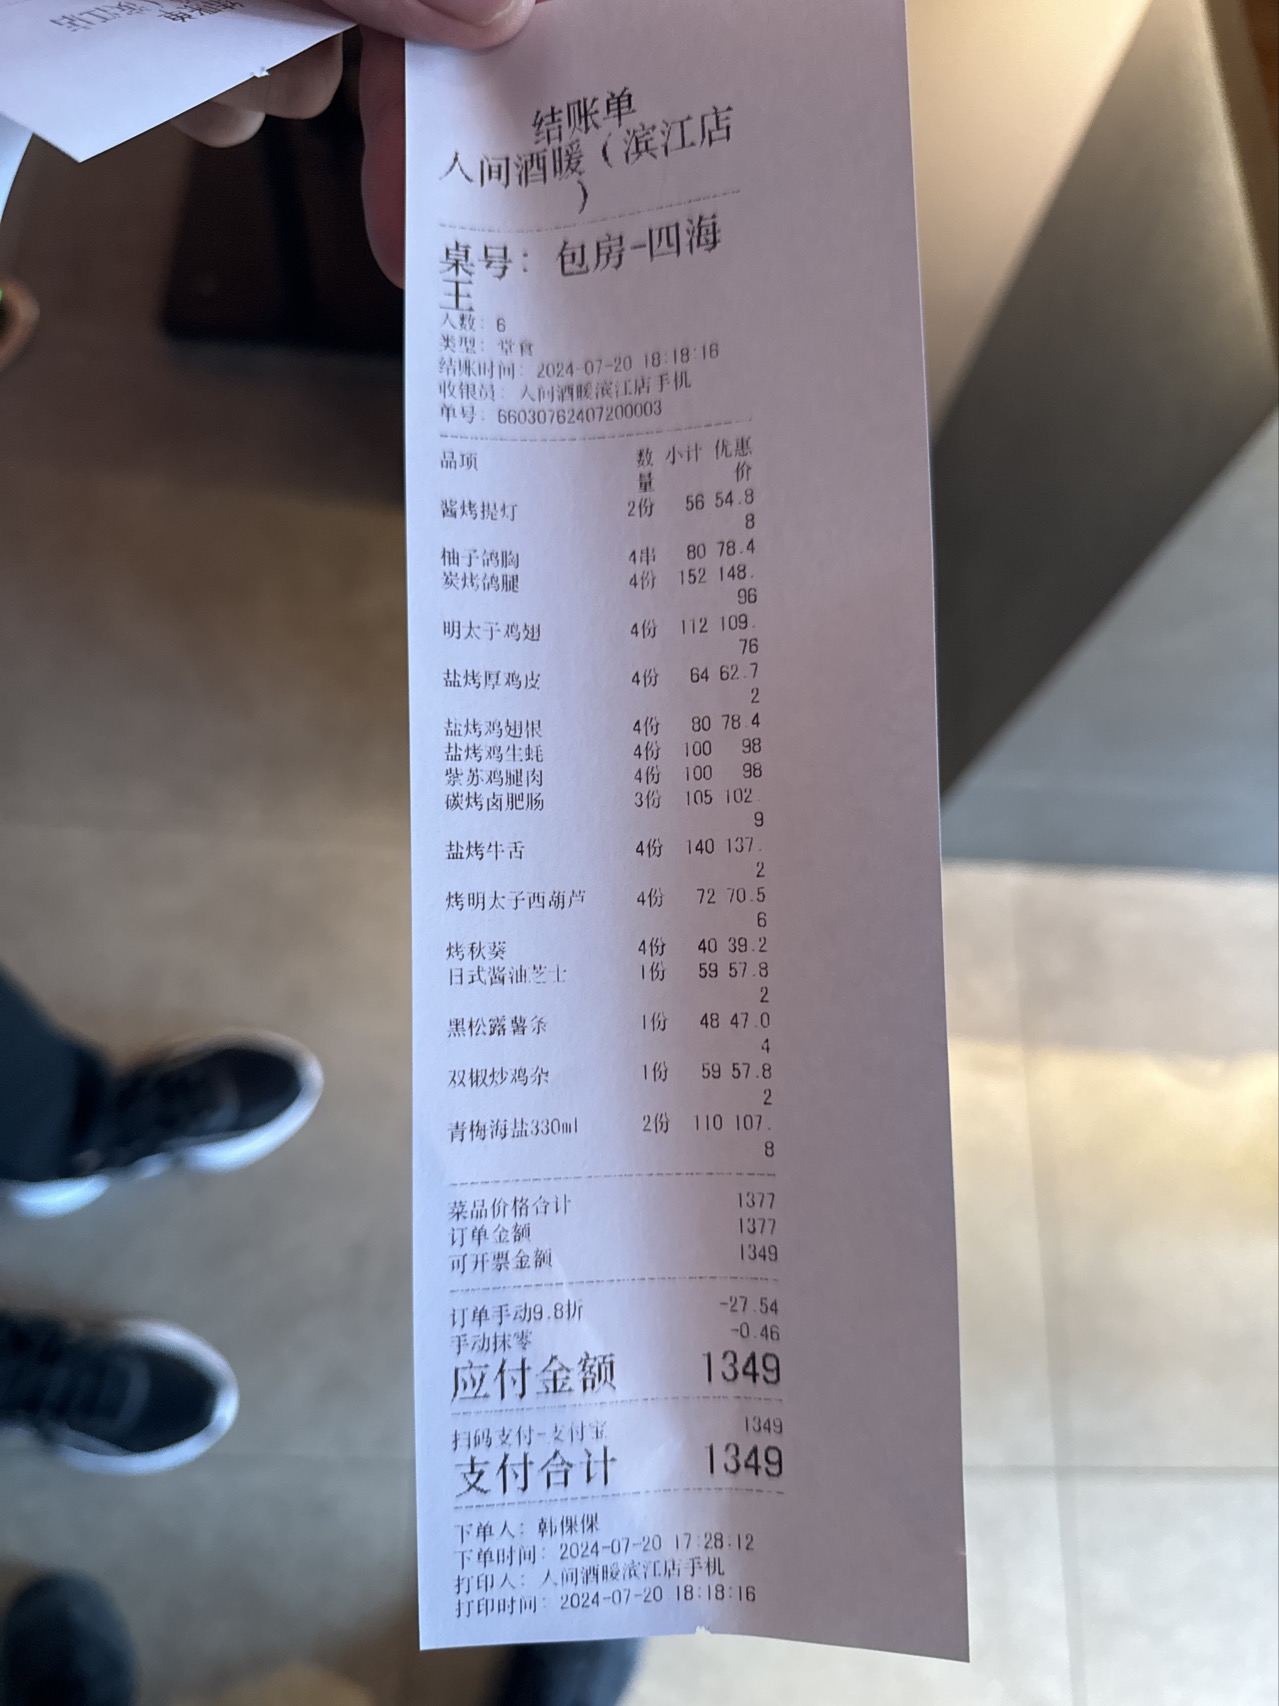 结账单
人间酒暖（滨江店
）
桌号：包房-四海
王
人数：6
类型：堂食
结账时间：2024-07-20 18:18:16
收银员：人间酒暖滨江店手机
单号：66030762407200003
品项 数 小计 优惠
量 价
酱烤提灯 2份 56 54.8
8
柚子鸽胸 4串 80 78.4
炭烤鸽腿 4份 152 148.
96
明太子鸡翅 4份 112 109.
76
盐烤厚鸡皮 4份 64 62.7
2
盐烤鸡翅根 4份 80 78.4
盐烤鸡生蚝 4份 100 98
紫苏鸡腿肉 4份 100 98
碳烤卤肥肠 3份 105 102.
9
盐烤牛舌 4份 140 137.
2
烤明太子西葫芦 4份 72 70.5
6
烤秋葵 4份 40 39.2
日式酱油芝士 1份 59 57.8
2
黑松露薯条 1份 48 47.0
4
双椒炒鸡杂 1份 59 57.8
2
青梅海盐330ml 2份 110 107.
8
菜品价格合计 1377
订单金额 1377
可开票金额 1349
订单手动9.8折 -27.54
手动抹零 -0.46
应付金额 1349
扫码支付-支付宝 1349
支付合计 1349
下单人：韩倮倮
下单时间：2024-07-20 17:28:12
打印人：人间酒暖滨江店手机
打印时间：2024-07-20 18:18:16